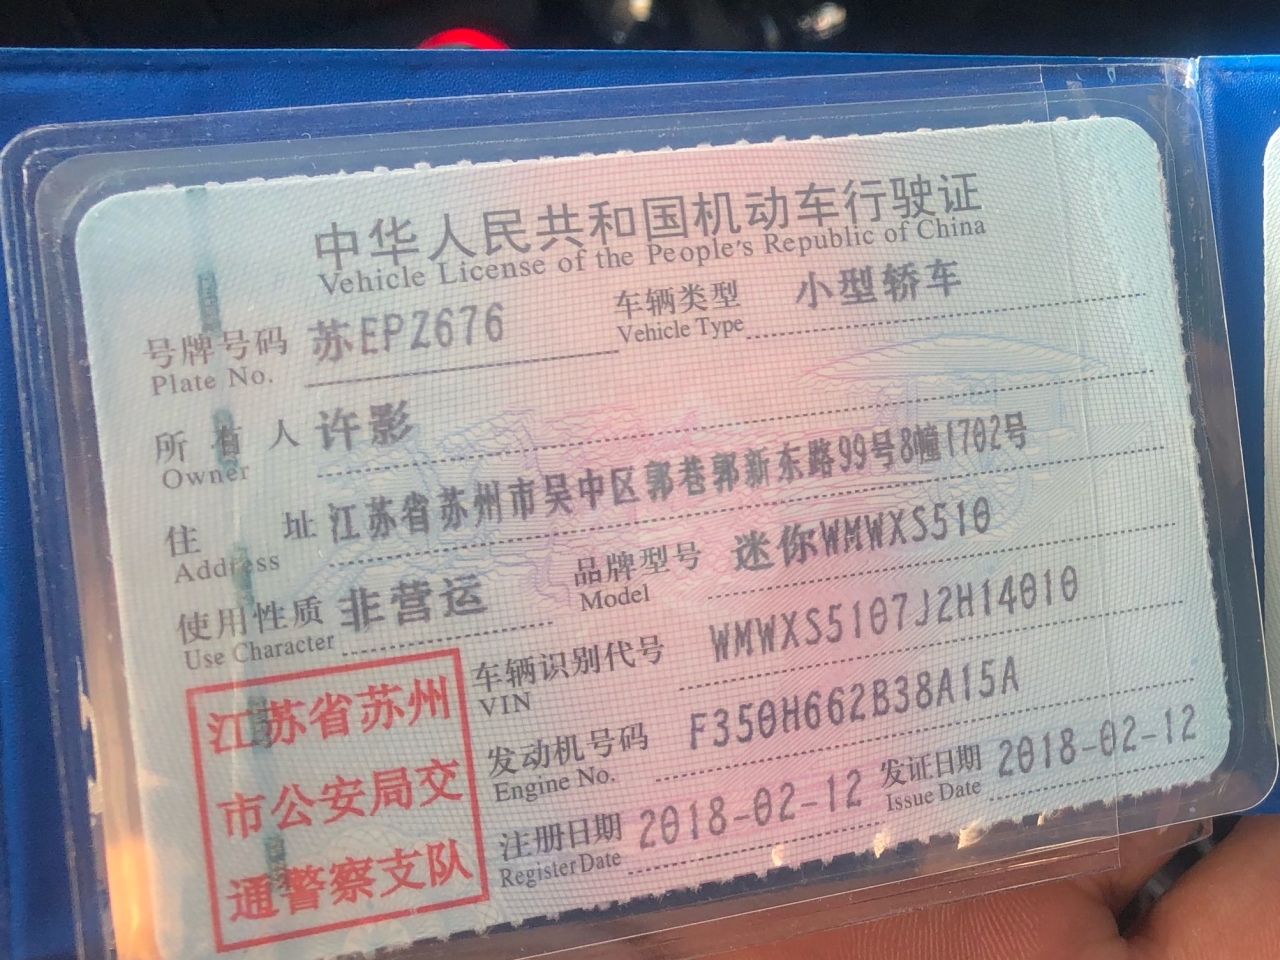 中华人民共和国机动车行驶证
Vehicle License of the People's Republic of China
号牌号码 苏EPZ676 车辆类型 小型轿车
Plate No. Vehicle Type
所有人 许影
Owner
住址 江苏省苏州市吴中区郭巷郭新东路99号8幢1702号
Address
使用性质 非营运 品牌型号 迷你WMWXS510
Use Character Model
车辆识别代号 WMWXS5107J2H14010
VIN
发动机号码 F350H662B38A15A
Engine No.
注册日期 2018-02-12 发证日期 2018-02-12
Register Date Issue Date
江苏省苏州
市公安局交
通警察支队